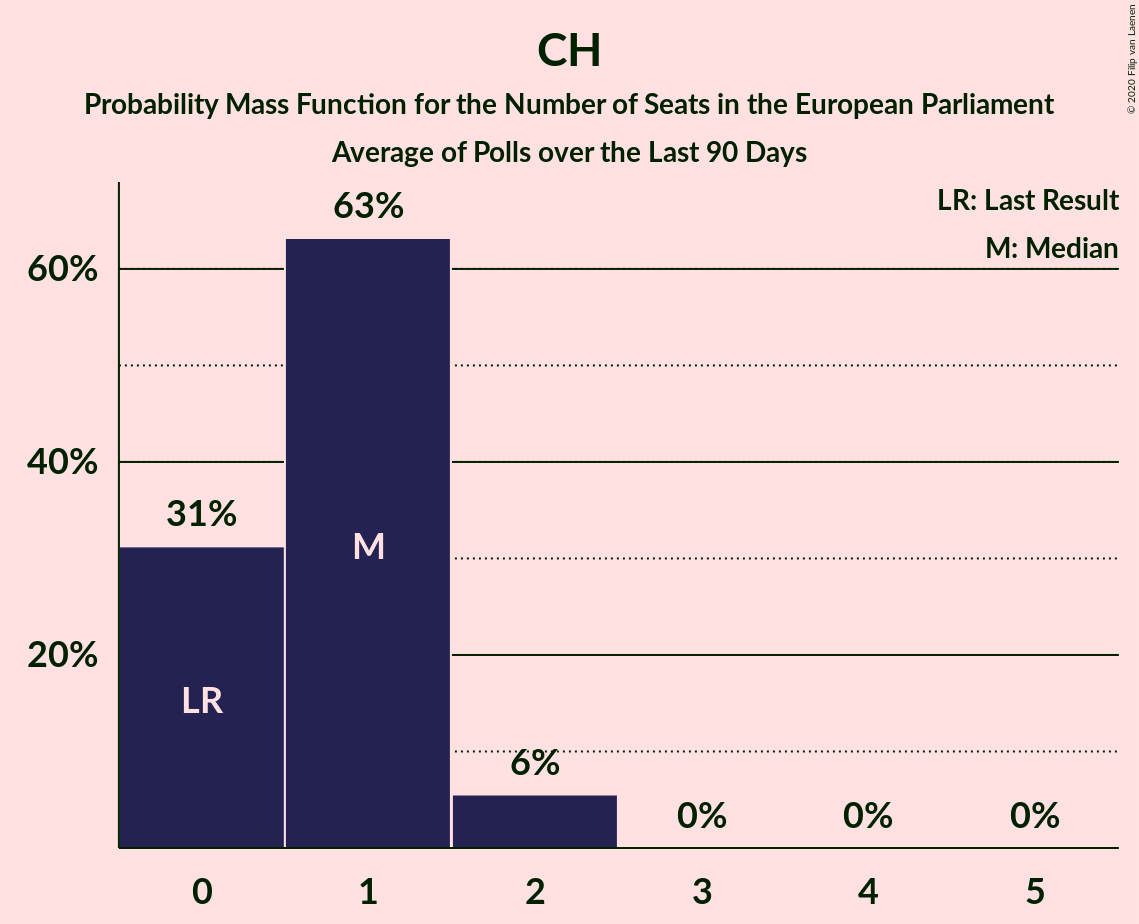 CH
Probability Mass Function for the Number of Seats in the European Parliament
Average of Polls over the Last 90 Days
© 2020 Filip van Laenen
LR: Last Result
M: Median
63%
60%
40%
31%
M
20%
LR
6%
0% 0% 0%
0 1 2 3 4 5